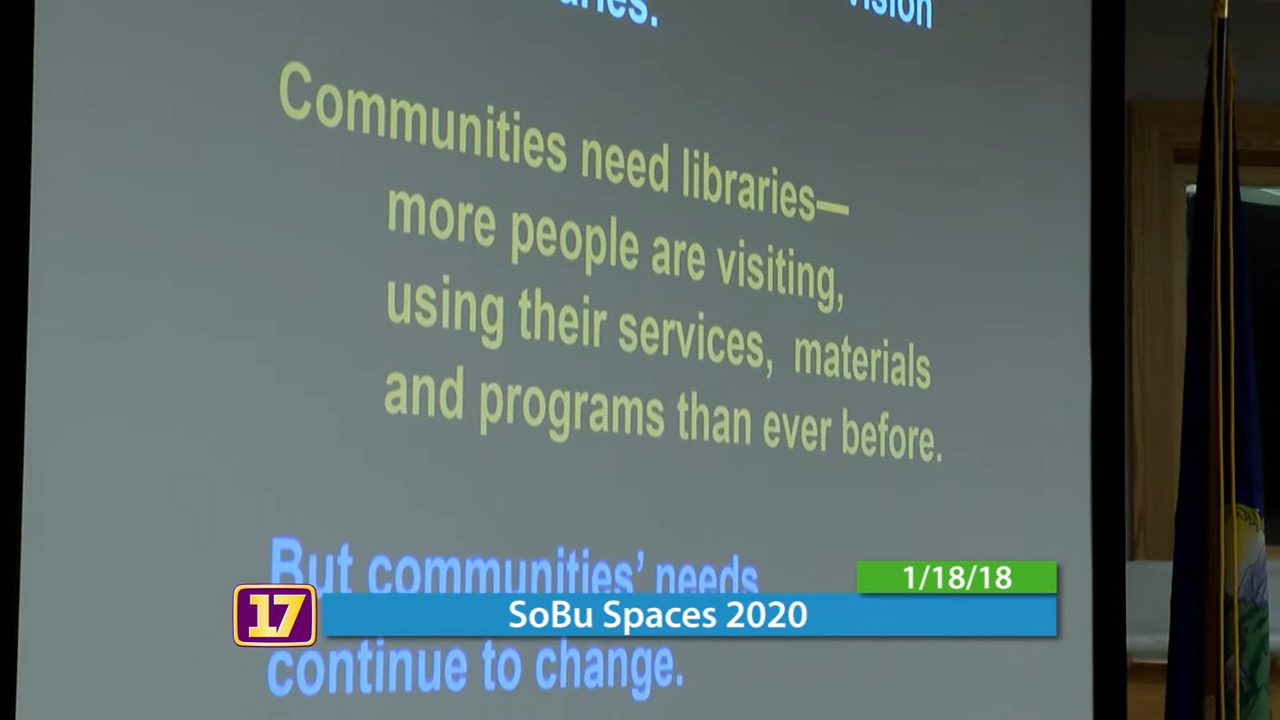 Communities need libraries—
more people are visiting,
using their services, materials
and programs than ever before.
But communities' needs
continue to change.
1/18/18
17
SoBu Spaces 2020